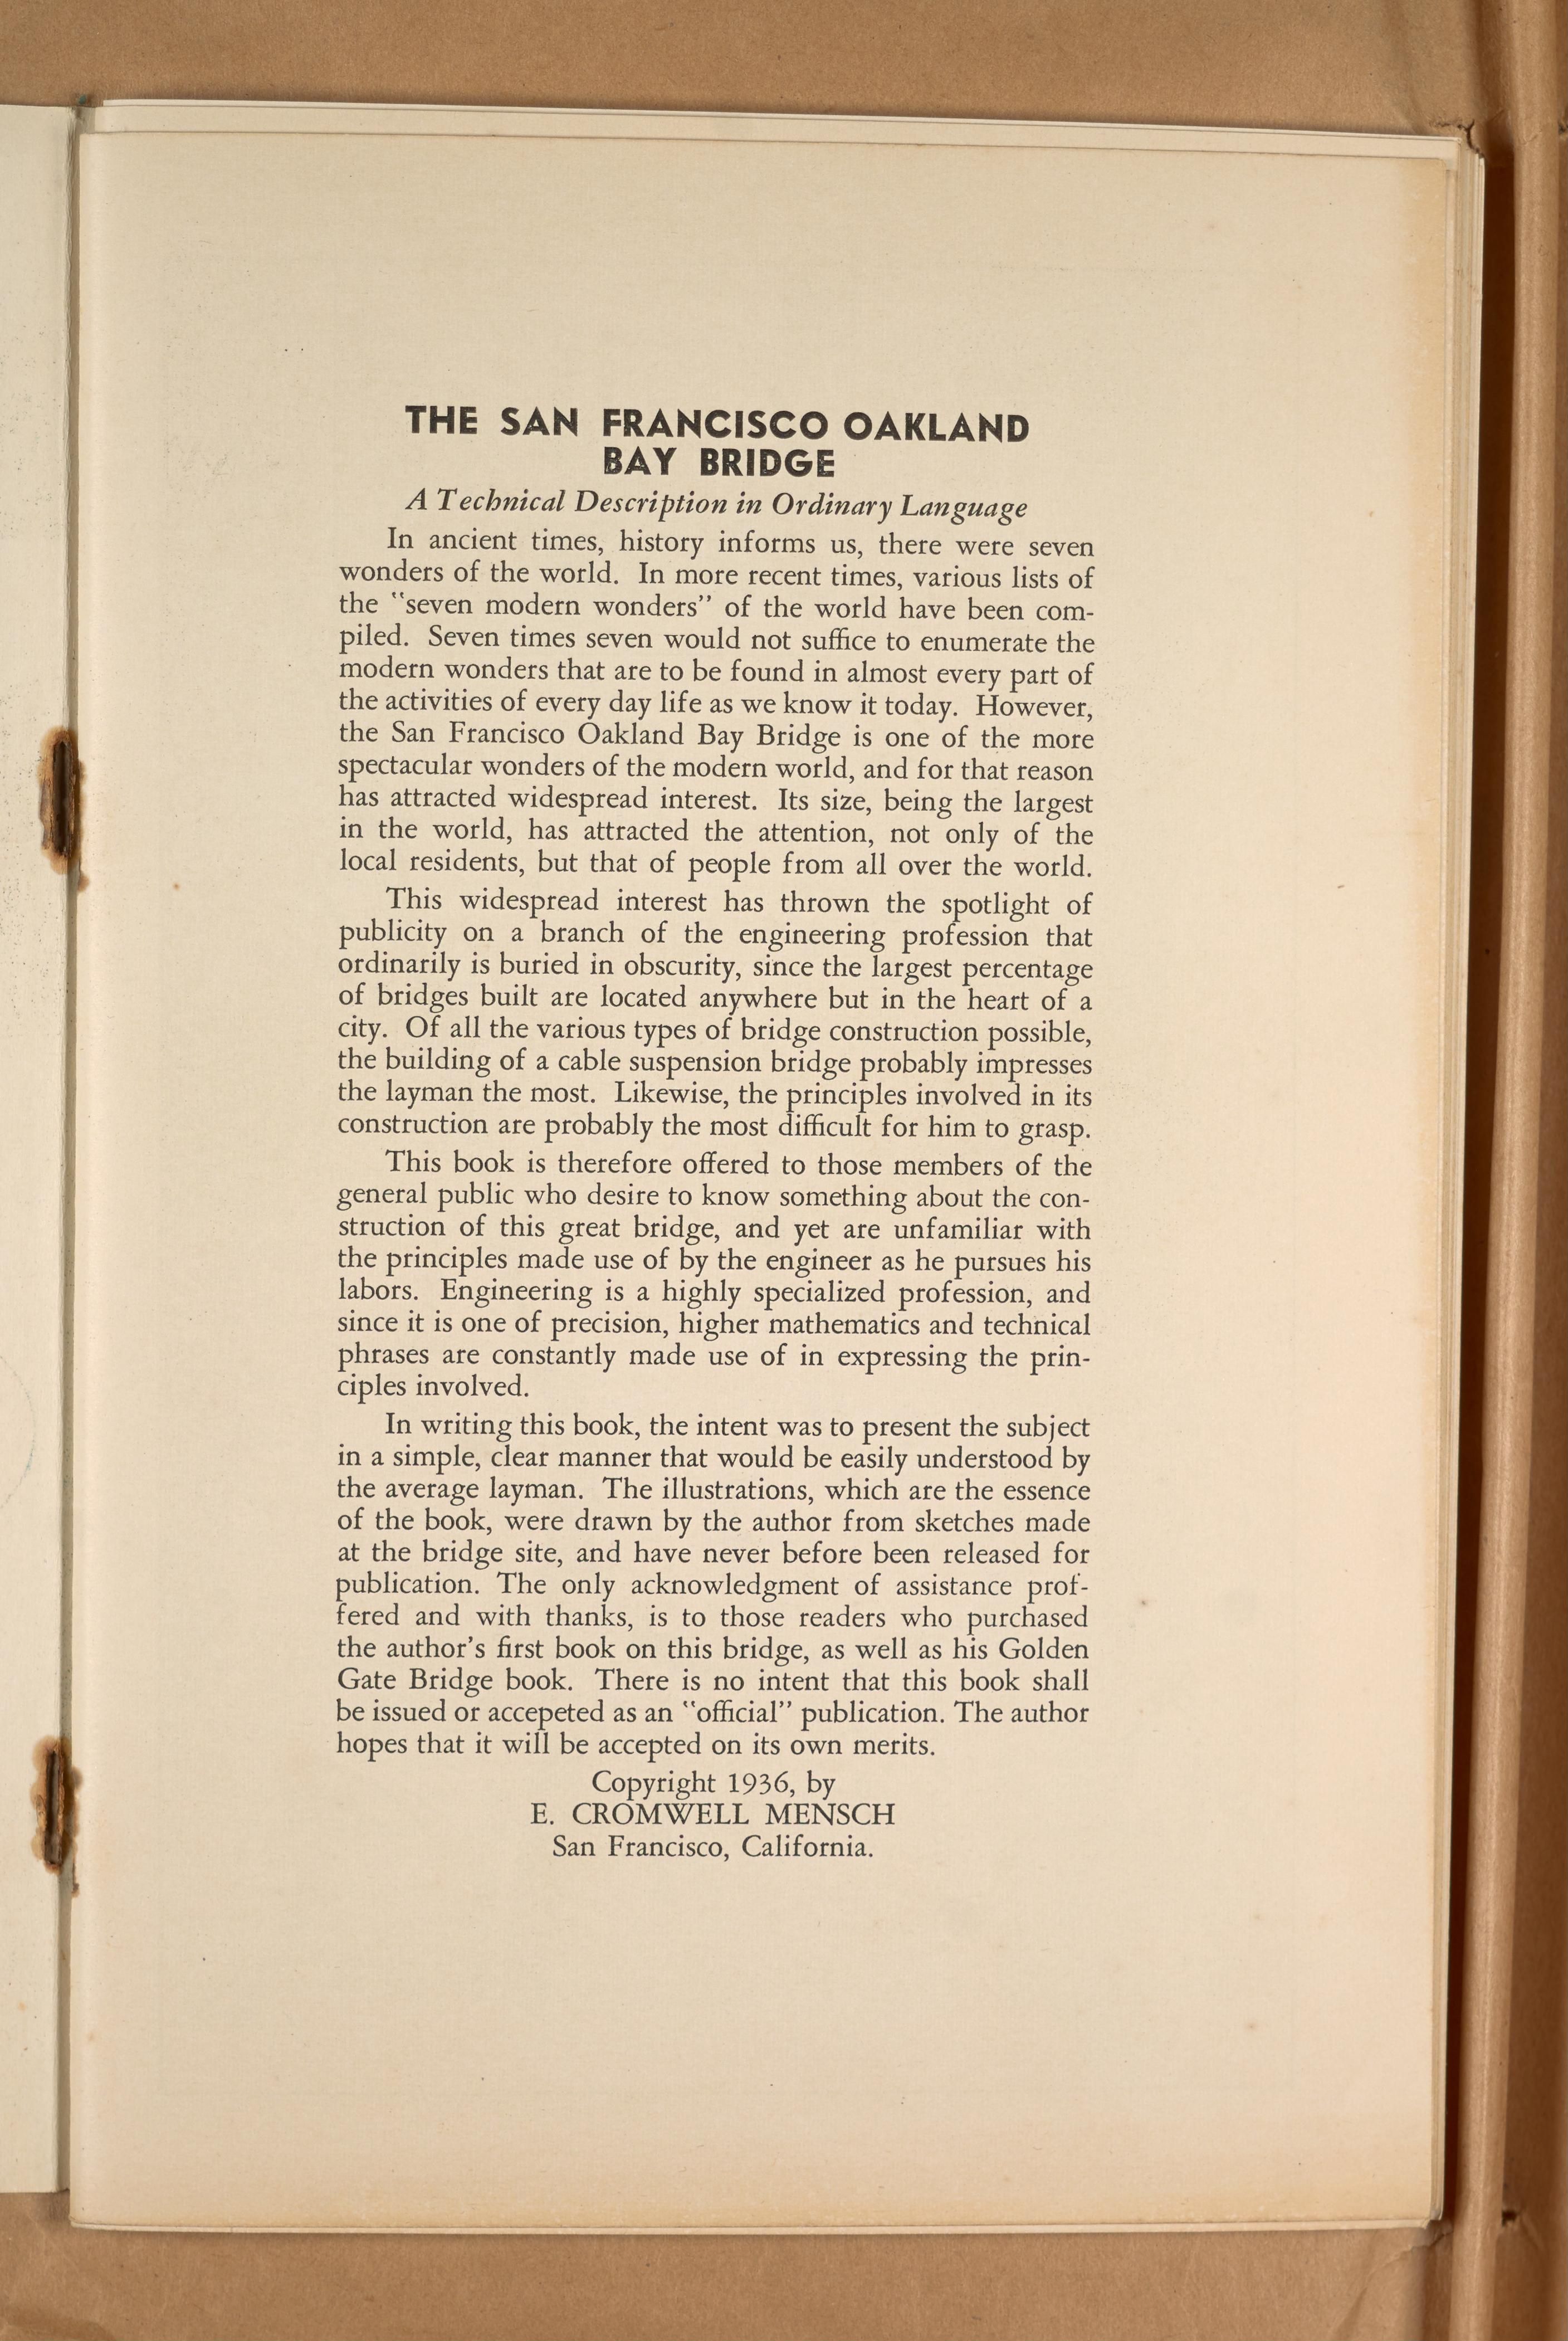 THE SAN FRANCISCO OAKLAND
BAY BRIDGE
A Technical Description in Ordinary Language
In ancient times, history informs us, there were seven
wonders of the world. In more recent times, various lists of
the "seven modern wonders" of the world have been com-
piled. Seven times seven would not suffice to enumerate the
modern wonders that are to be found in almost every part of
the activities of every day life as we know it today. However,
the San Francisco Oakland Bay Bridge is one of the more
spectacular wonders of the modern world, and for that reason
has attracted widespread interest. Its size, being the largest
in the world, has attracted the attention, not only of the
local residents, but that of people from all over the world.
This widespread interest has thrown the spotlight of
publicity on a branch of the engineering profession that
ordinarily is buried in obscurity, since the largest percentage
of bridges built are located anywhere but in the heart of a
city. Of all the various types of bridge construction possible,
the building of a cable suspension bridge probably impresses
the layman the most. Likewise, the principles involved in its
construction are probably the most difficult for him to grasp.
This book is therefore offered to those members of the
general public who desire to know something about the con-
struction of this great bridge, and yet are unfamiliar with
the principles made use of by the engineer as he pursues his
labors. Engineering is a highly specialized profession, and
since it is one of precision, higher mathematics and technical
phrases are constantly made use of in expressing the prin-
ciples involved.
In writing this book, the intent was to present the subject
in a simple, clear manner that would be easily understood by
the average layman. The illustrations, which are the essence
of the book, were drawn by the author from sketches made
at the bridge site, and have never before been released for
publication. The only acknowledgment of assistance prof-
fered and with thanks, is to those readers who purchased
the author's first book on this bridge, as well as his Golden
Gate Bridge book. There is no intent that this book shall
be issued or accepeted as an "official" publication. The author
hopes that it will be accepted on its own merits.
Copyright 1936, by
E. CROMWELL MENSCH
San Francisco, California.